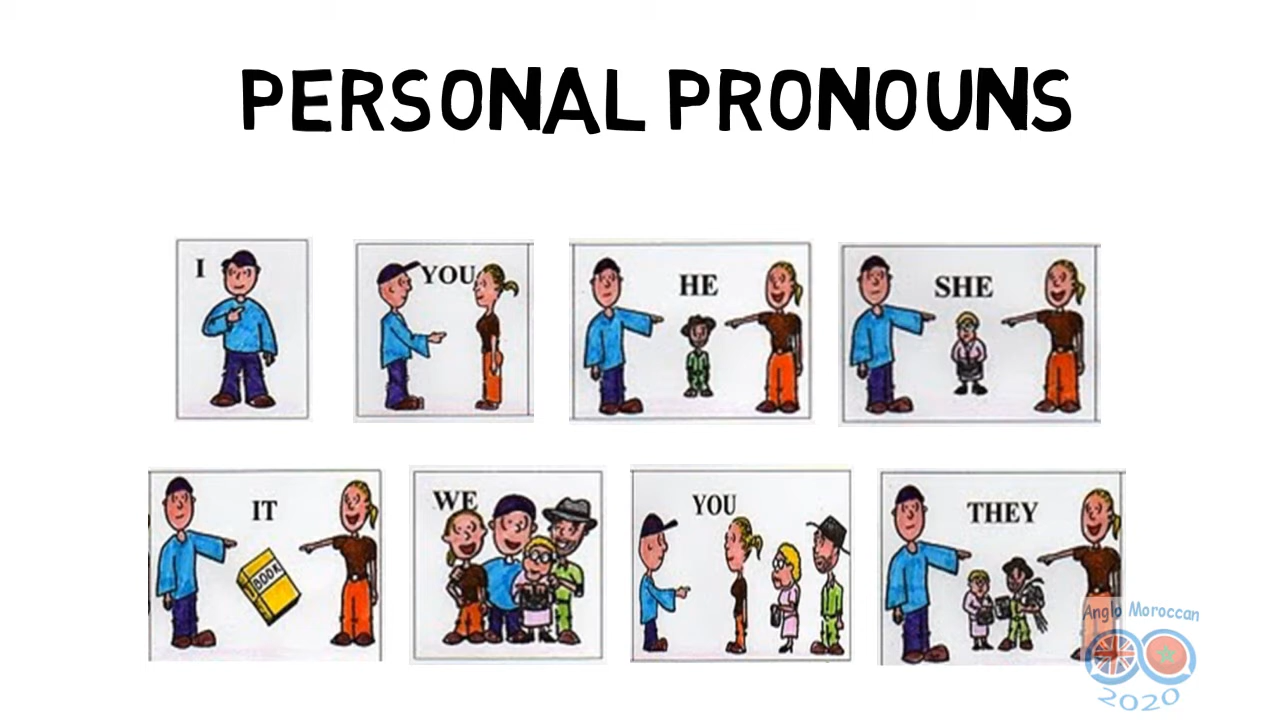 PERSONAL PRONOUNS
I
YOU
HE
SHE
IT
BOOK
WE
YOU
THEY
Anglo Moroccan
2020